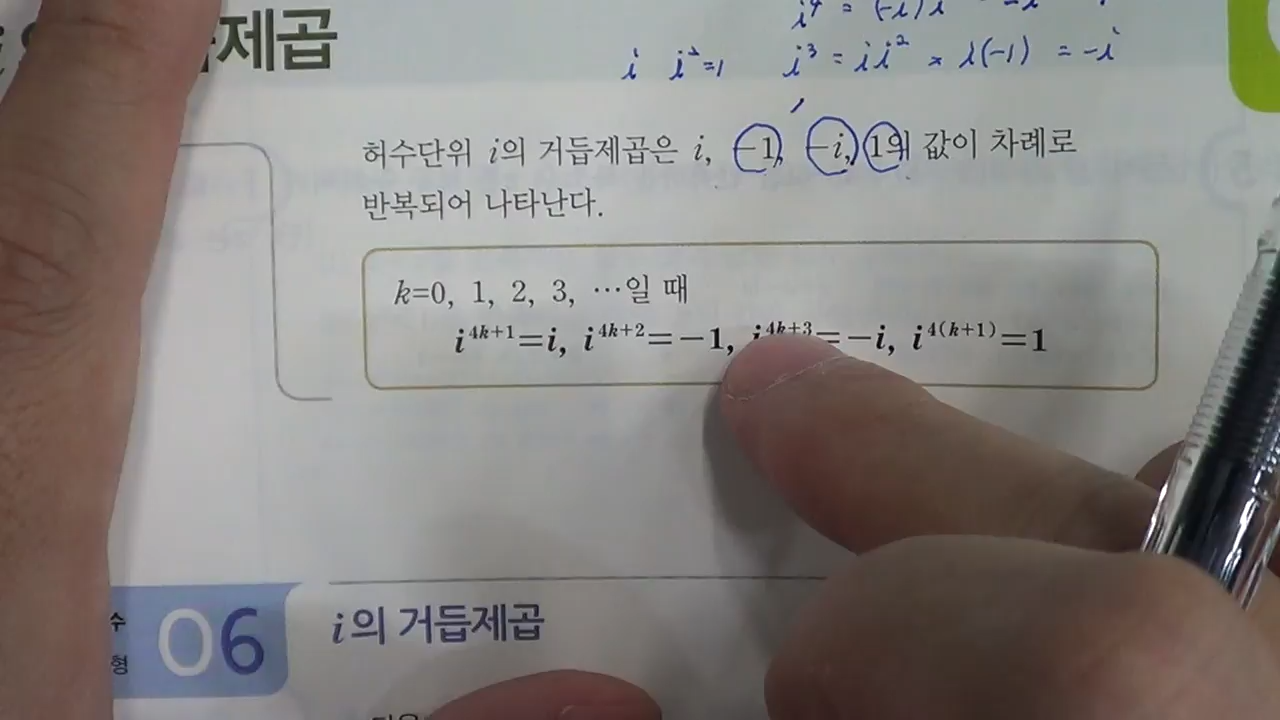 제곱
i⁴ = (-i)i
i i²=1 i³ = i i² × i(-1) = -i
허수단위 i의 거듭제곱은 i, -1, -i, 1의 값이 차례로
반복되어 나타난다.
k=0, 1, 2, 3, …일 때
i⁴ᵏ⁺¹=i, i⁴ᵏ⁺²=-1, i⁴ᵏ⁺³=-i, i⁴⁽ᵏ⁺¹⁾=1
수
형
06
i의 거듭제곱